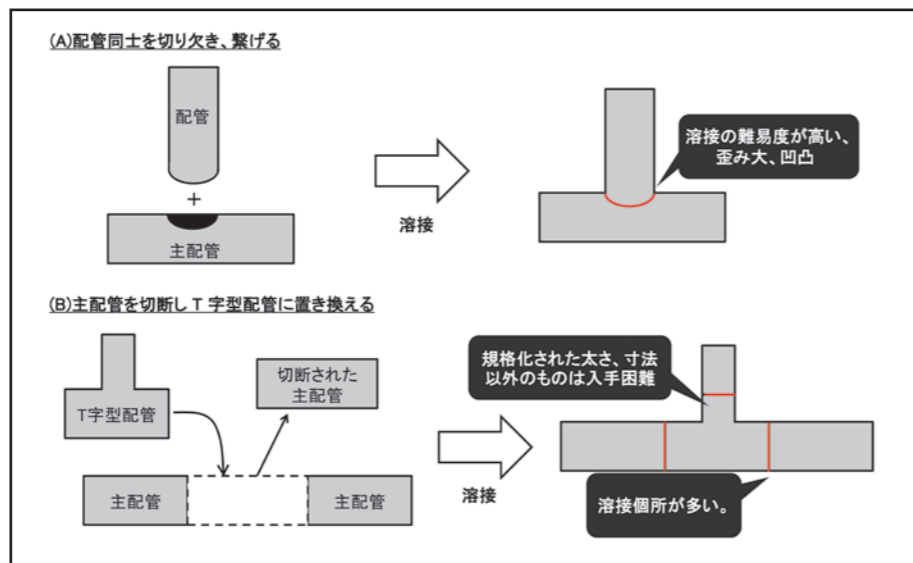 (A)配管同士を切り欠き、繋げる
配管
+
主配管
溶接
溶接の難易度が高い、
歪み大、凹凸
(B)主配管を切断し T 字型配管に置き換える
T字型配管
切断された
主配管
主配管
主配管
溶接
規格化された太さ、寸法
以外のものは入手困難
溶接個所が多い。